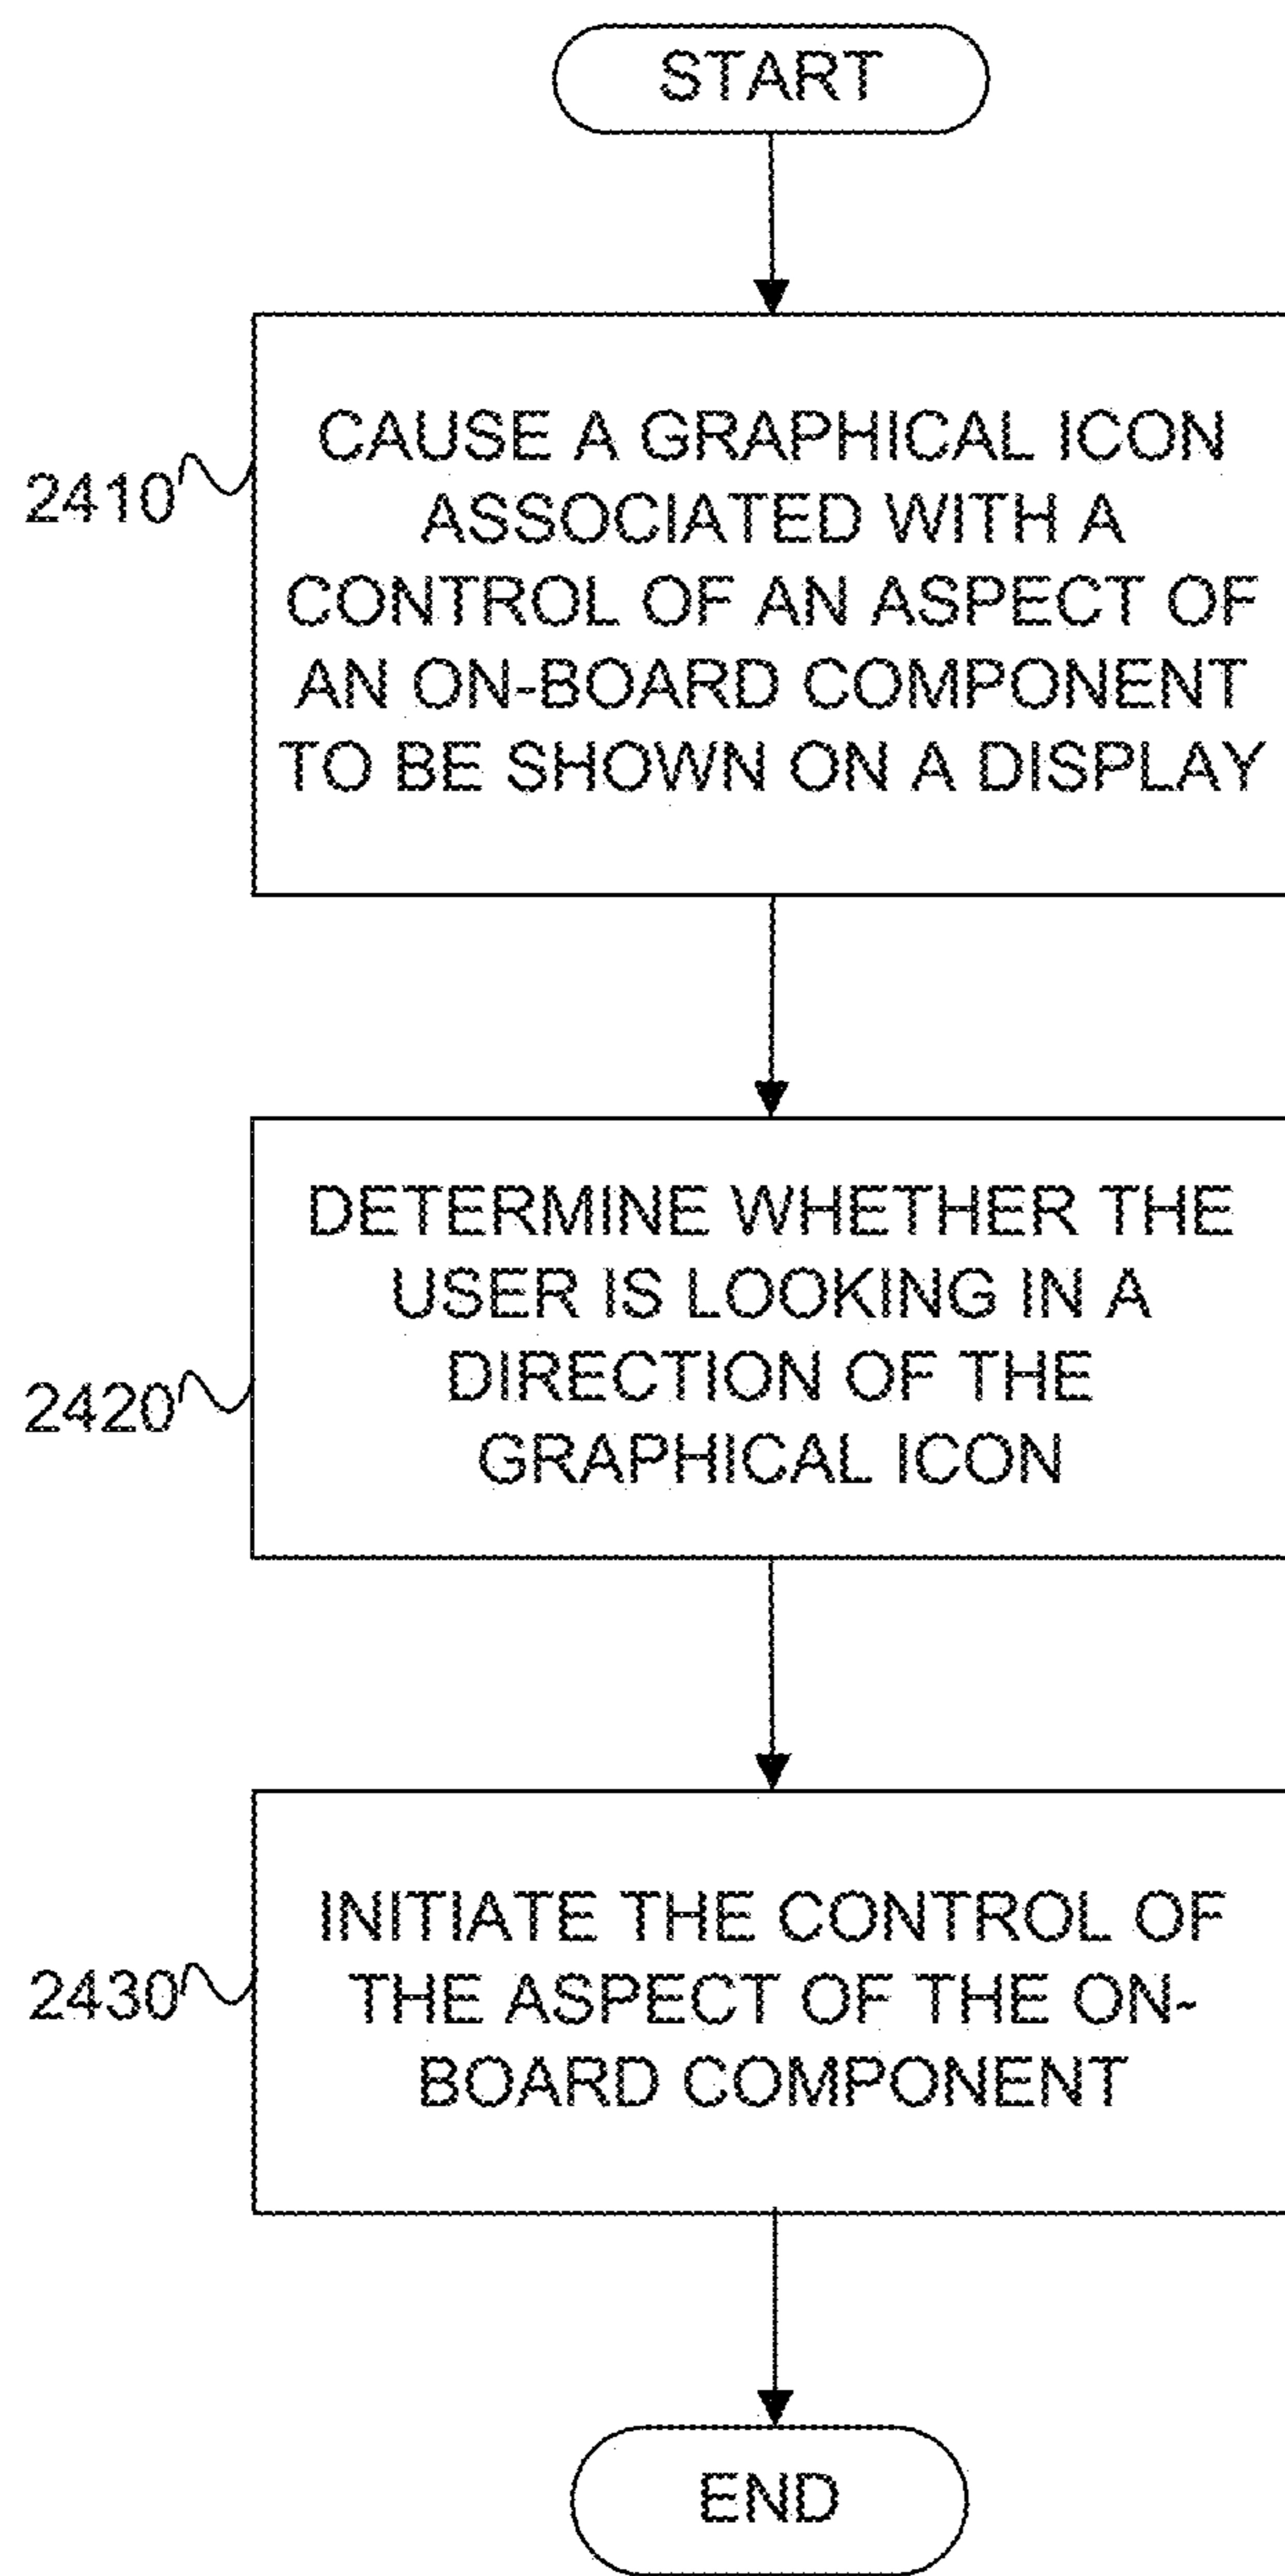 START
CAUSE A GRAPHICAL ICON
ASSOCIATED WITH A
CONTROL OF AN ASPECT OF
AN ON-BOARD COMPONENT
TO BE SHOWN ON A DISPLAY
2410
DETERMINE WHETHER THE
USER IS LOOKING IN A
DIRECTION OF THE
GRAPHICAL ICON
2420
INITIATE THE CONTROL OF
THE ASPECT OF THE ON-
BOARD COMPONENT
2430
END